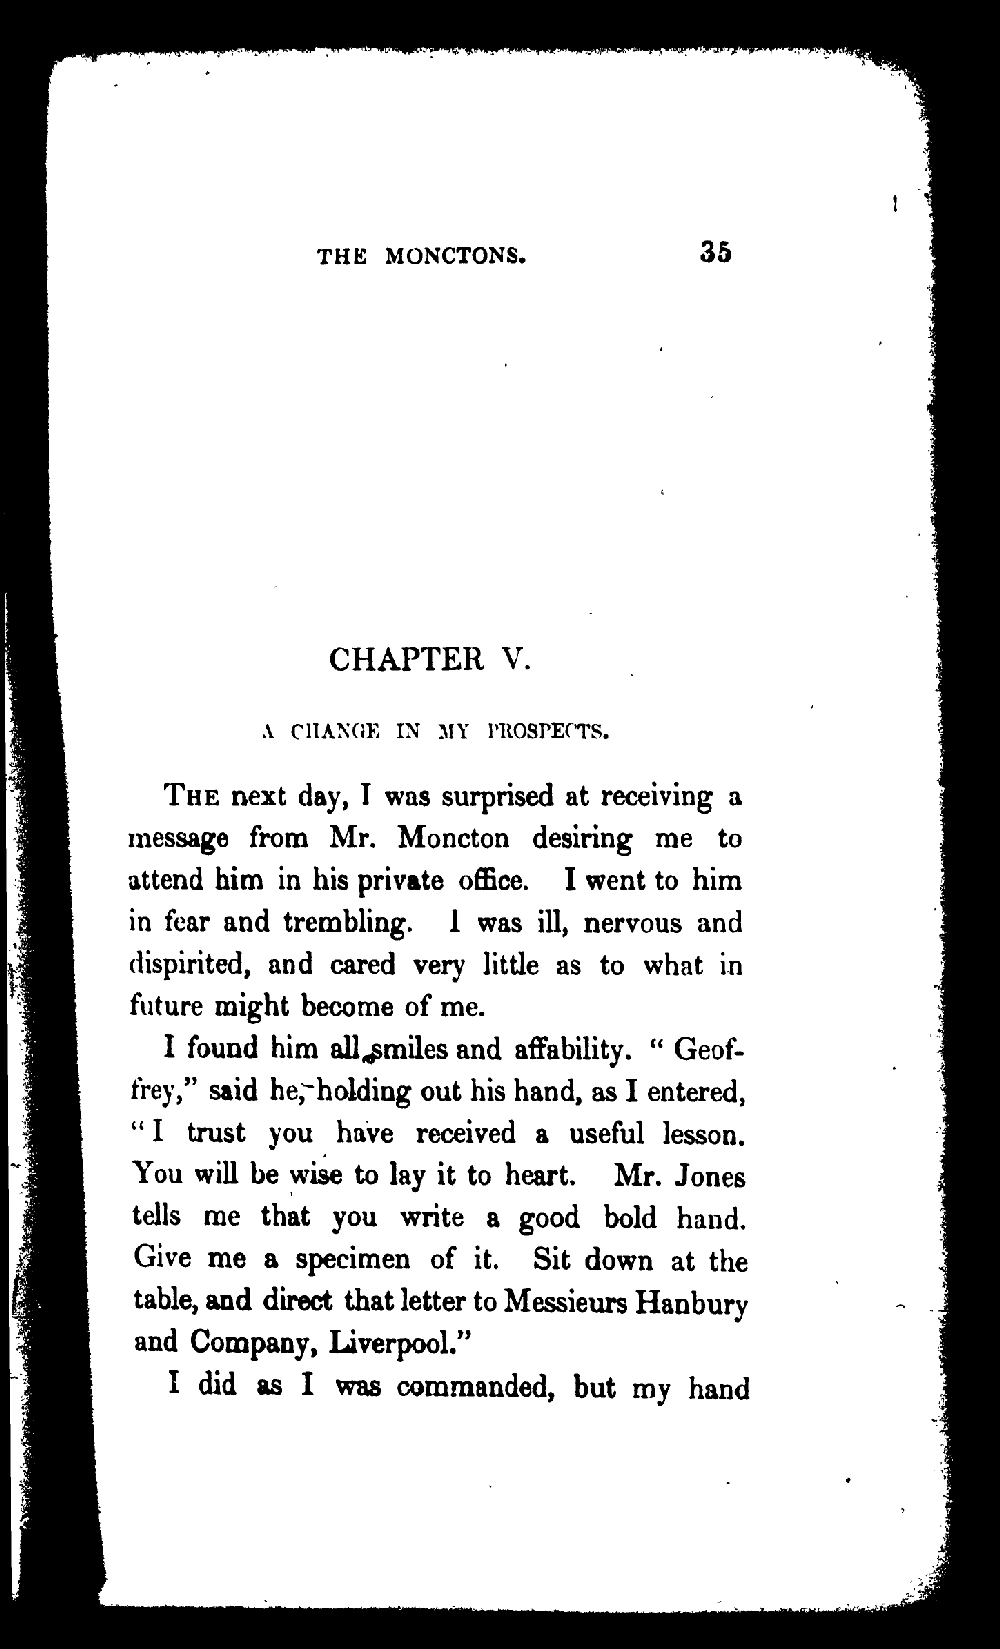 THE MONCTONS. 35
CHAPTER V.
A CHANGE IN MY PROSPECTS.
THE next day, I was surprised at receiving a
message from Mr. Moncton desiring me to
attend him in his private office. I went to him
in fear and trembling. I was ill, nervous and
dispirited, and cared very little as to what in
future might become of me.
I found him all smiles and affability. “ Geof-
frey,” said he, holding out his hand, as I entered,
“ I trust you have received a useful lesson.
You will be wise to lay it to heart. Mr. Jones
tells me that you write a good bold hand.
Give me a specimen of it. Sit down at the
table, and direct that letter to Messieurs Hanbury
and Company, Liverpool.”
I did as I was commanded, but my hand